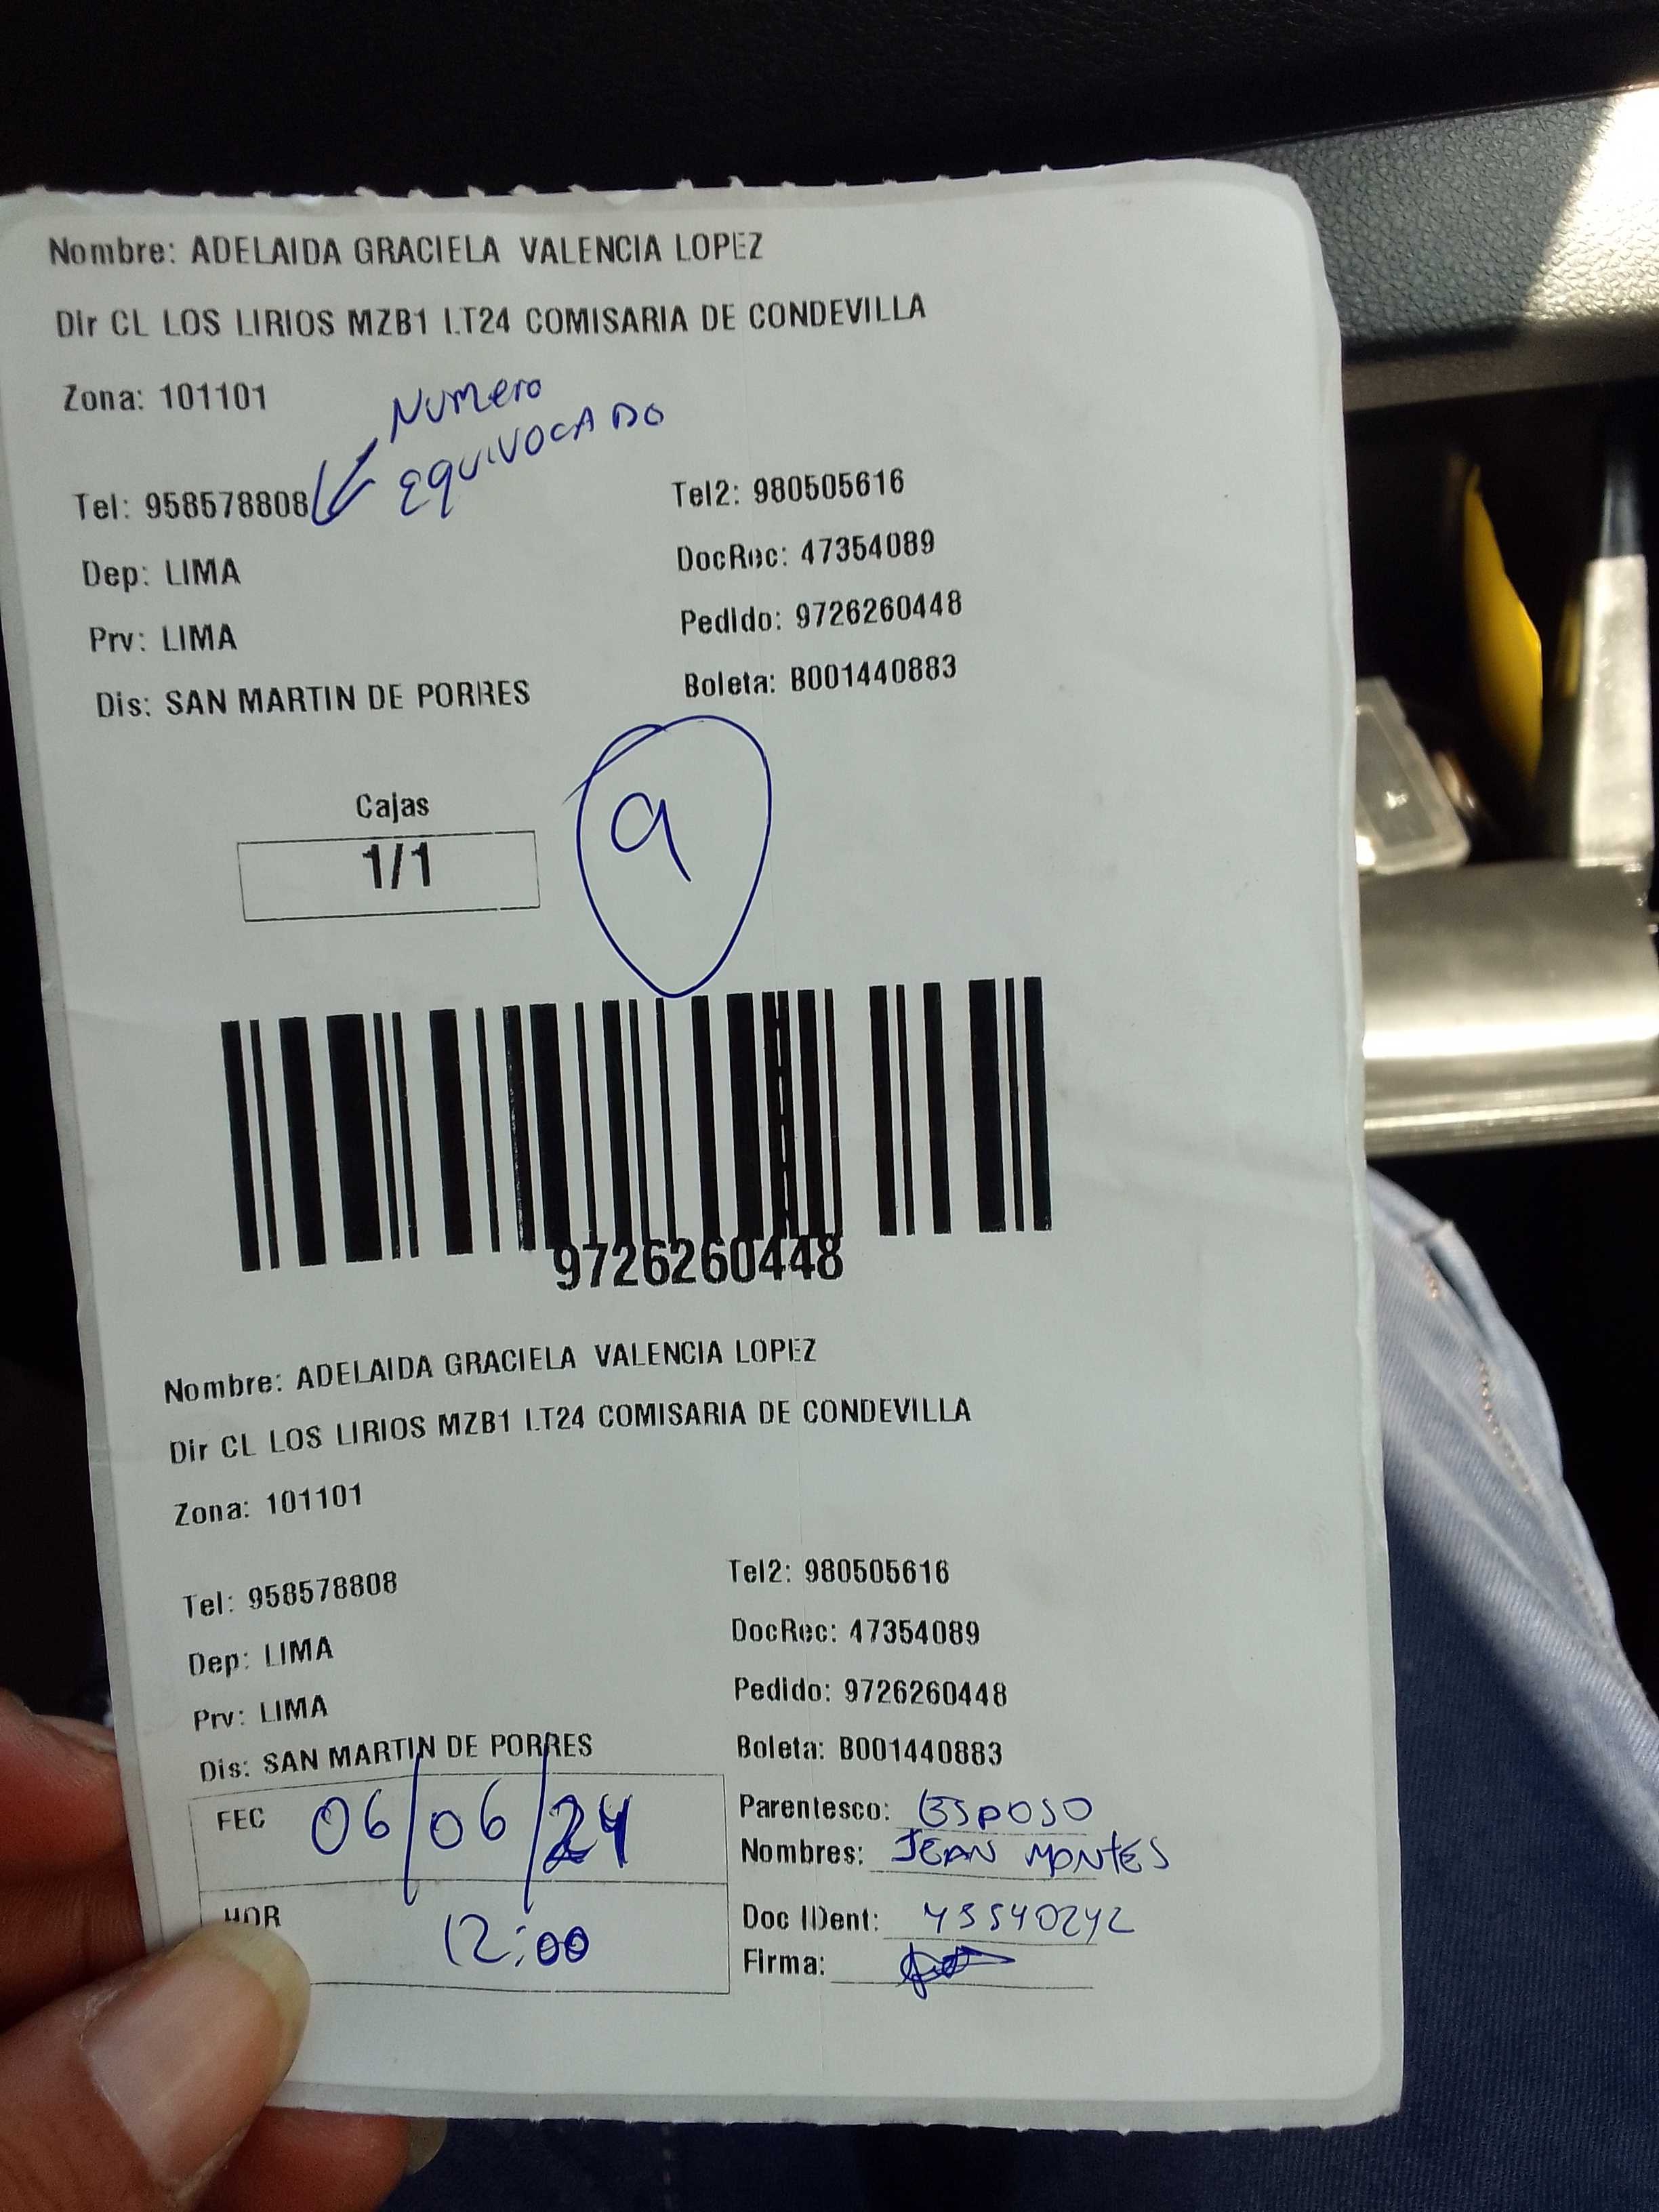 Nombre: ADELAIDA GRACIELA VALENCIA LOPEZ
Dir CL LOS LIRIOS MZB1 LT24 COMISARIA DE CONDEVILLA
Zona: 101101
Numero
EQUIVOCADO
Tel: 958578808
Tel2: 980505616
Dep: LIMA
DocRec: 47354089
Prv: LIMA
Pedido: 9726260448
Dis: SAN MARTIN DE PORRES
Boleta: B001440883
Cajas
1/1
9
9726260448
Nombre: ADELAIDA GRACIELA VALENCIA LOPEZ
Dir CL LOS LIRIOS MZB1 LT24 COMISARIA DE CONDEVILLA
Zona: 101101
Tel: 958578808
Tel2: 980505616
Dep: LIMA
DocRec: 47354089
Prv: LIMA
Pedido: 9726260448
Dis: SAN MARTIN DE PORRES
Boleta: B001440883
FEC 06/06/24
Parentesco: ESPOSO
Nombres: JEAN MONTES
HOR 12:00
Doc IDent:
Firma: